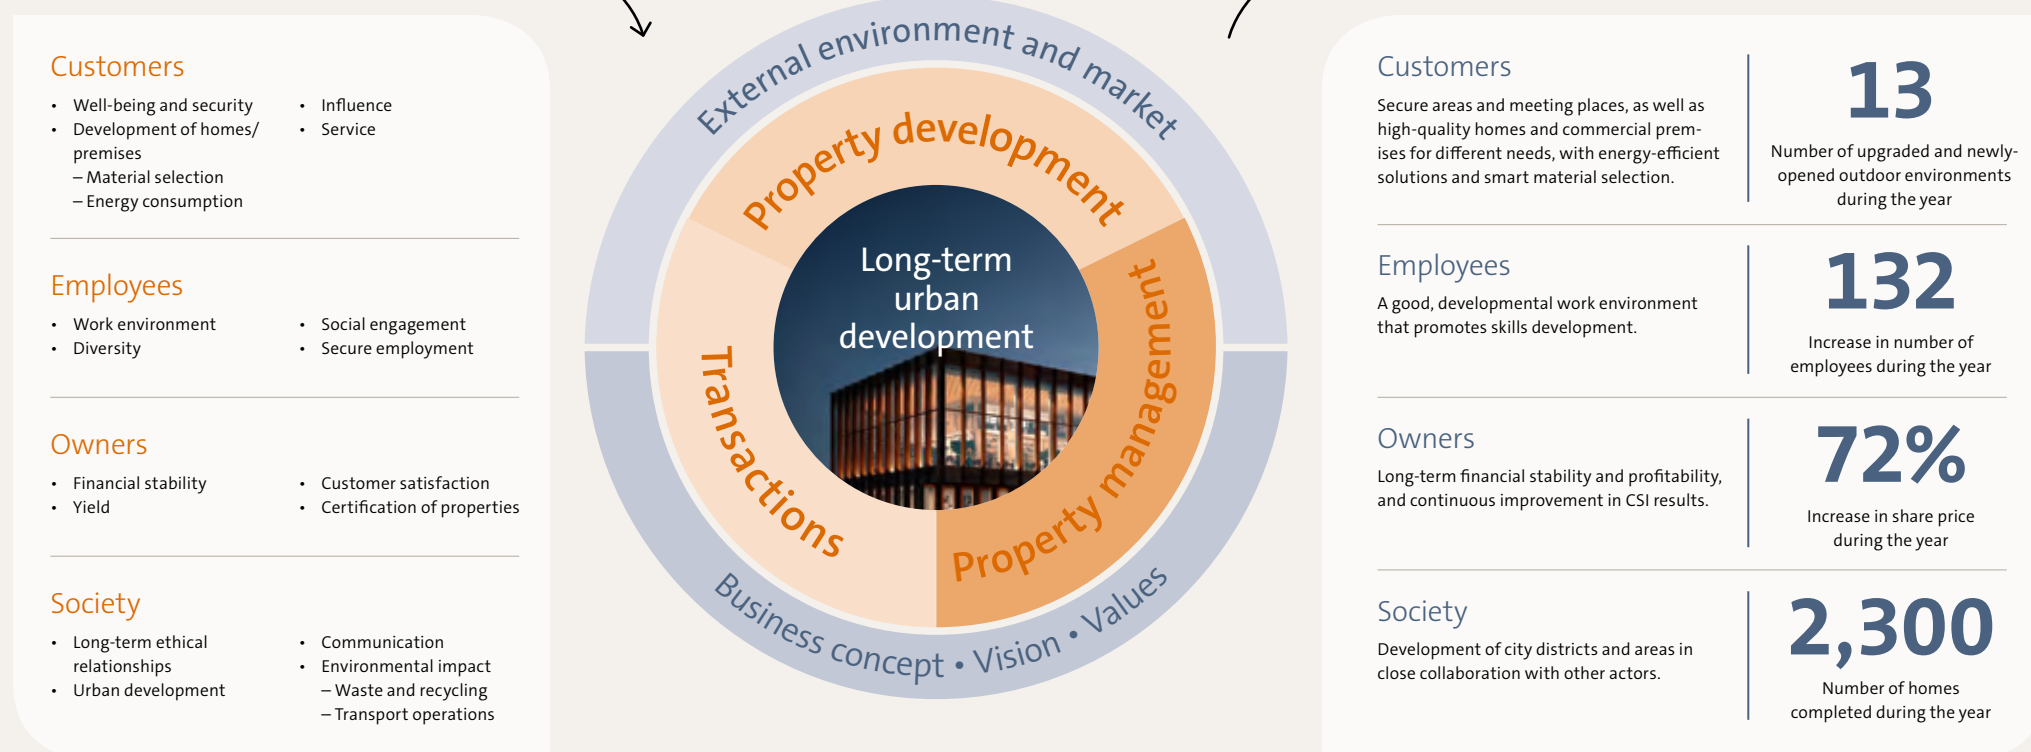 Customers
• Well-being and security
• Development of homes/
premises
– Material selection
– Energy consumption
• Influence
• Service
Employees
• Work environment
• Diversity
• Social engagement
• Secure employment
Owners
• Financial stability
• Yield
• Customer satisfaction
• Certification of properties
Society
• Long-term ethical
relationships
• Urban development
• Communication
• Environmental impact
– Waste and recycling
– Transport operations
External environment and market
Property development
Property management
Transactions
Long-term
urban
development
Business concept • Vision • Values
Customers
Secure areas and meeting places, as well as
high-quality homes and commercial prem-
ises for different needs, with energy-efficient
solutions and smart material selection.
13
Number of upgraded and newly-
opened outdoor environments
during the year
Employees
A good, developmental work environment
that promotes skills development.
132
Increase in number of
employees during the year
Owners
Long-term financial stability and profitability,
and continuous improvement in CSI results.
72%
Increase in share price
during the year
Society
Development of city districts and areas in
close collaboration with other actors.
2,300
Number of homes
completed during the year